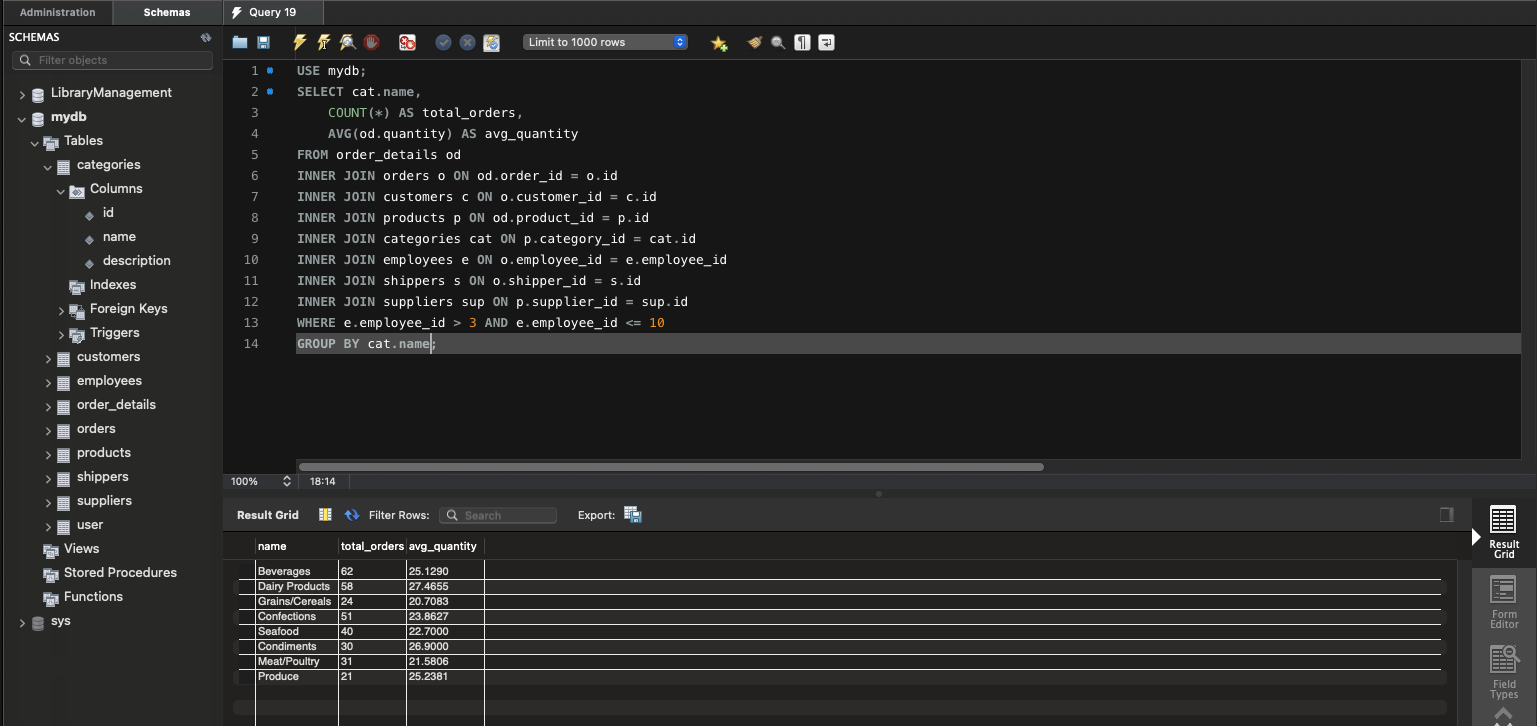 Administration Schemas Query 19
SCHEMAS
Filter objects
LibraryManagement
mydb
Tables
categories
Columns
id
name
description
Indexes
Foreign Keys
Triggers
customers
employees
order_details
orders
products
shippers
suppliers
user
Views
Stored Procedures
Functions
sys
Limit to 1000 rows
1 USE mydb;
2 SELECT cat.name,
3 COUNT(*) AS total_orders,
4 AVG(od.quantity) AS avg_quantity
5 FROM order_details od
6 INNER JOIN orders o ON od.order_id = o.id
7 INNER JOIN customers c ON o.customer_id = c.id
8 INNER JOIN products p ON od.product_id = p.id
9 INNER JOIN categories cat ON p.category_id = cat.id
10 INNER JOIN employees e ON o.employee_id = e.employee_id
11 INNER JOIN shippers s ON o.shipper_id = s.id
12 INNER JOIN suppliers sup ON p.supplier_id = sup.id
13 WHERE e.employee_id > 3 AND e.employee_id <= 10
14 GROUP BY cat.name;
100% 18:14
Result Grid Filter Rows: Search Export:
name total_orders avg_quantity
Beverages 62 25.1290
Dairy Products 58 27.4655
Grains/Cereals 24 20.7083
Confections 51 23.8627
Seafood 40 22.7000
Condiments 30 26.9000
Meat/Poultry 31 21.5806
Produce 21 25.2381
Result
Grid
Form
Editor
Field
Types